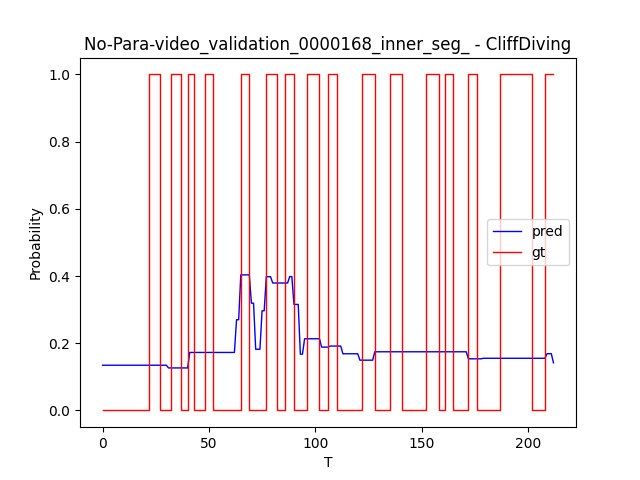 No-Para-video_validation_0000168_inner_seg_ - CliffDiving
1.0
0.8
0.6
0.4
0.2
0.0
Probability
pred
gt
0 50 100 150 200
T